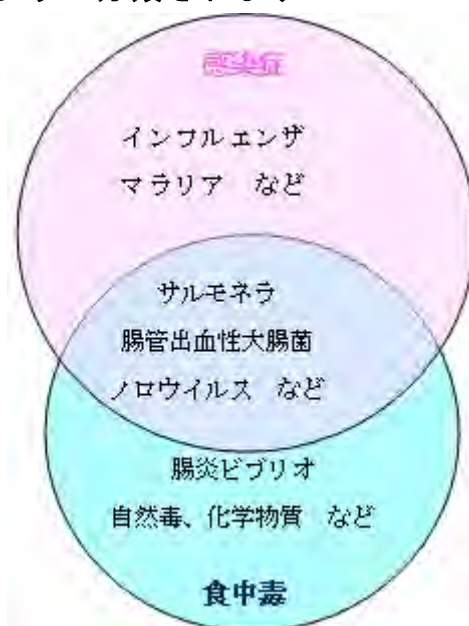 感染症
インフルエンザ
マラリア など
サルモネラ
腸管出血性大腸菌
ノロウイルス など
腸炎ビブリオ
自然毒、化学物質 など
食中毒